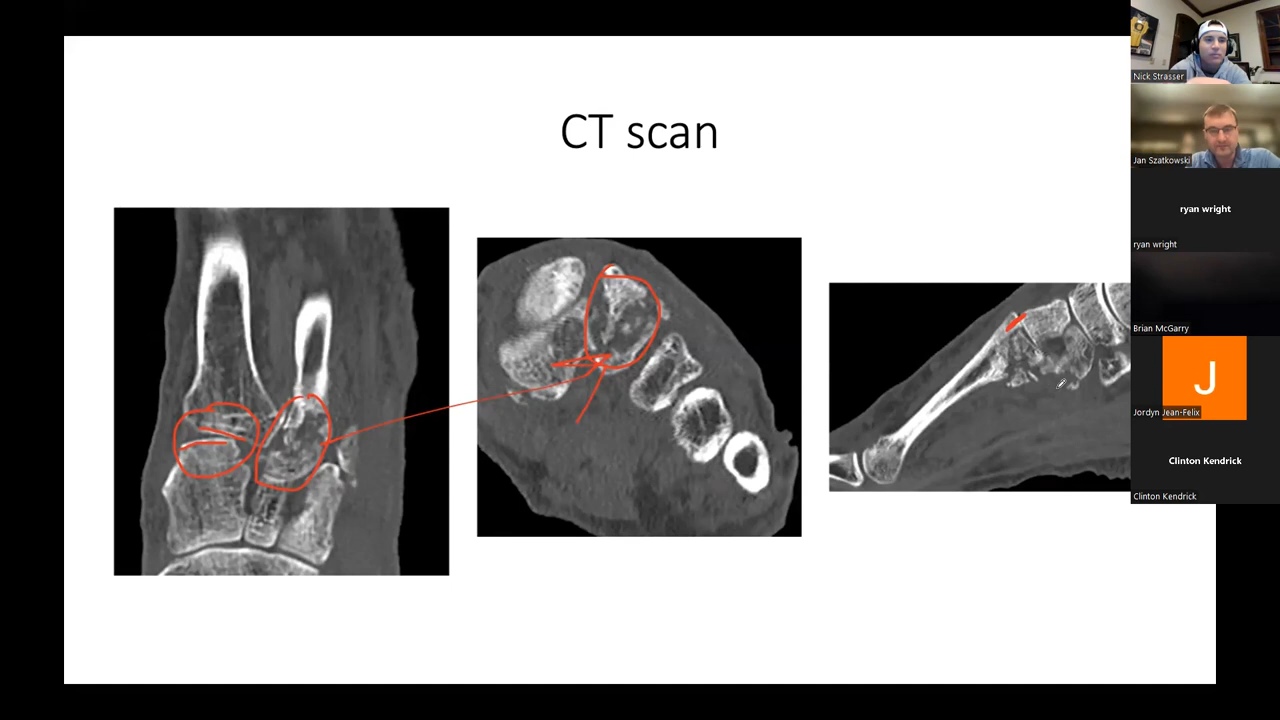 CT scan
Nick Strasser
Jan Szatkowski
ryan wright
ryan wright
Brian McGarry
J
Jordyn Jean-Felix
Clinton Kendrick
Clinton Kendrick